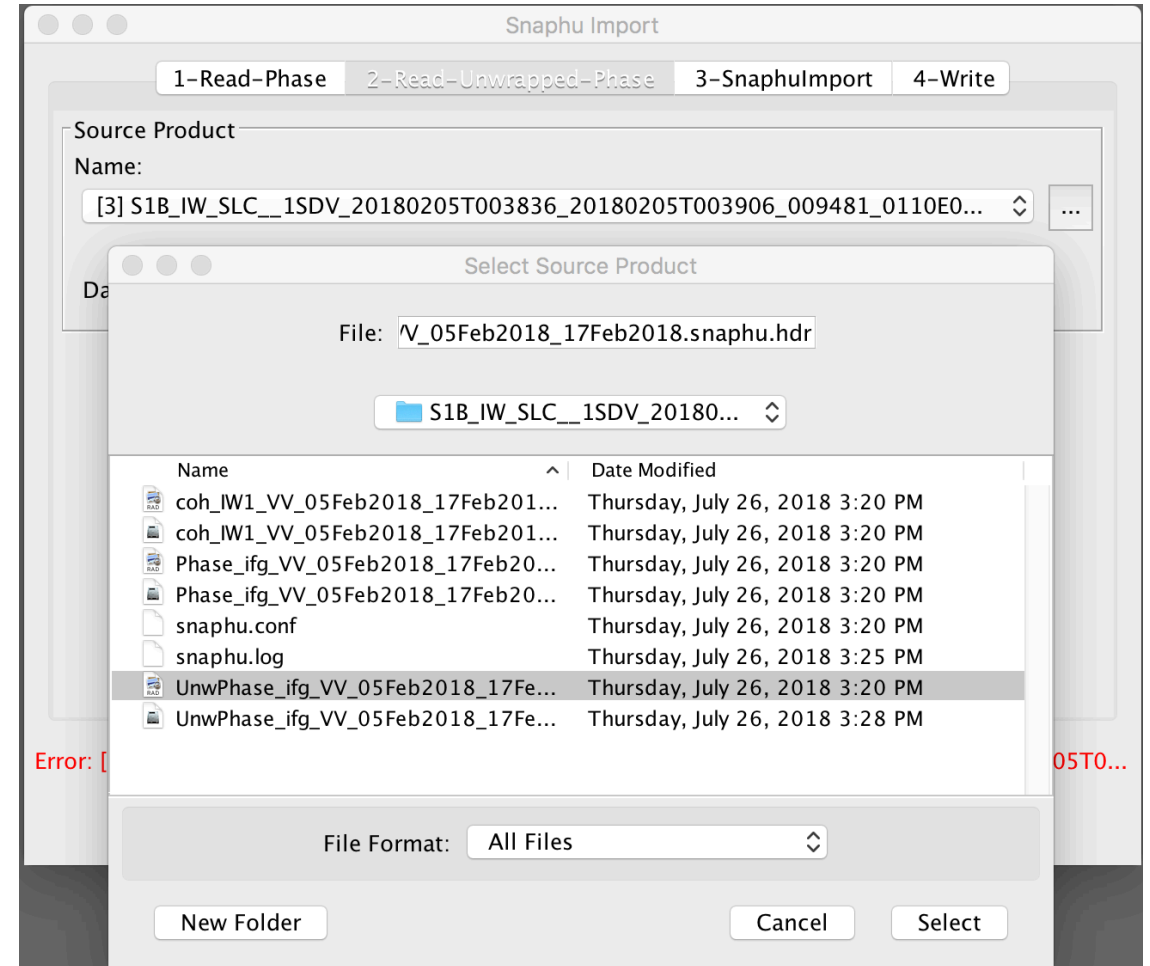 Snaphu Import
1-Read-Phase 2-Read-Unwrapped-Phase 3-SnaphuImport 4-Write
Source Product
Name:
[3] S1B_IW_SLC__1SDV_20180205T003836_20180205T003906_009481_0110E0... ...
Select Source Product
Da
File: VV_05Feb2018_17Feb2018.snaphu.hdr
S1B_IW_SLC__1SDV_20180...
Name Date Modified
coh_IW1_VV_05Feb2018_17Feb201... Thursday, July 26, 2018 3:20 PM
coh_IW1_VV_05Feb2018_17Feb201... Thursday, July 26, 2018 3:20 PM
Phase_ifg_VV_05Feb2018_17Feb20... Thursday, July 26, 2018 3:20 PM
Phase_ifg_VV_05Feb2018_17Feb20... Thursday, July 26, 2018 3:20 PM
snaphu.conf Thursday, July 26, 2018 3:20 PM
snaphu.log Thursday, July 26, 2018 3:25 PM
UnwPhase_ifg_VV_05Feb2018_17Fe... Thursday, July 26, 2018 3:20 PM
UnwPhase_ifg_VV_05Feb2018_17Fe... Thursday, July 26, 2018 3:28 PM
Error: [ 05T0...
File Format: All Files
New Folder Cancel Select